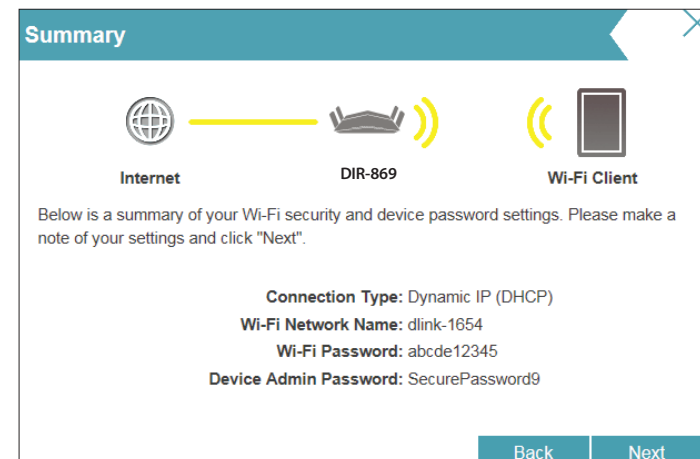 Summary
Internet
DIR-869
Wi-Fi Client
Below is a summary of your Wi-Fi security and device password settings. Please make a
note of your settings and click "Next".
Connection Type: Dynamic IP (DHCP)
Wi-Fi Network Name: dlink-1654
Wi-Fi Password: abcde12345
Device Admin Password: SecurePassword9
Back
Next